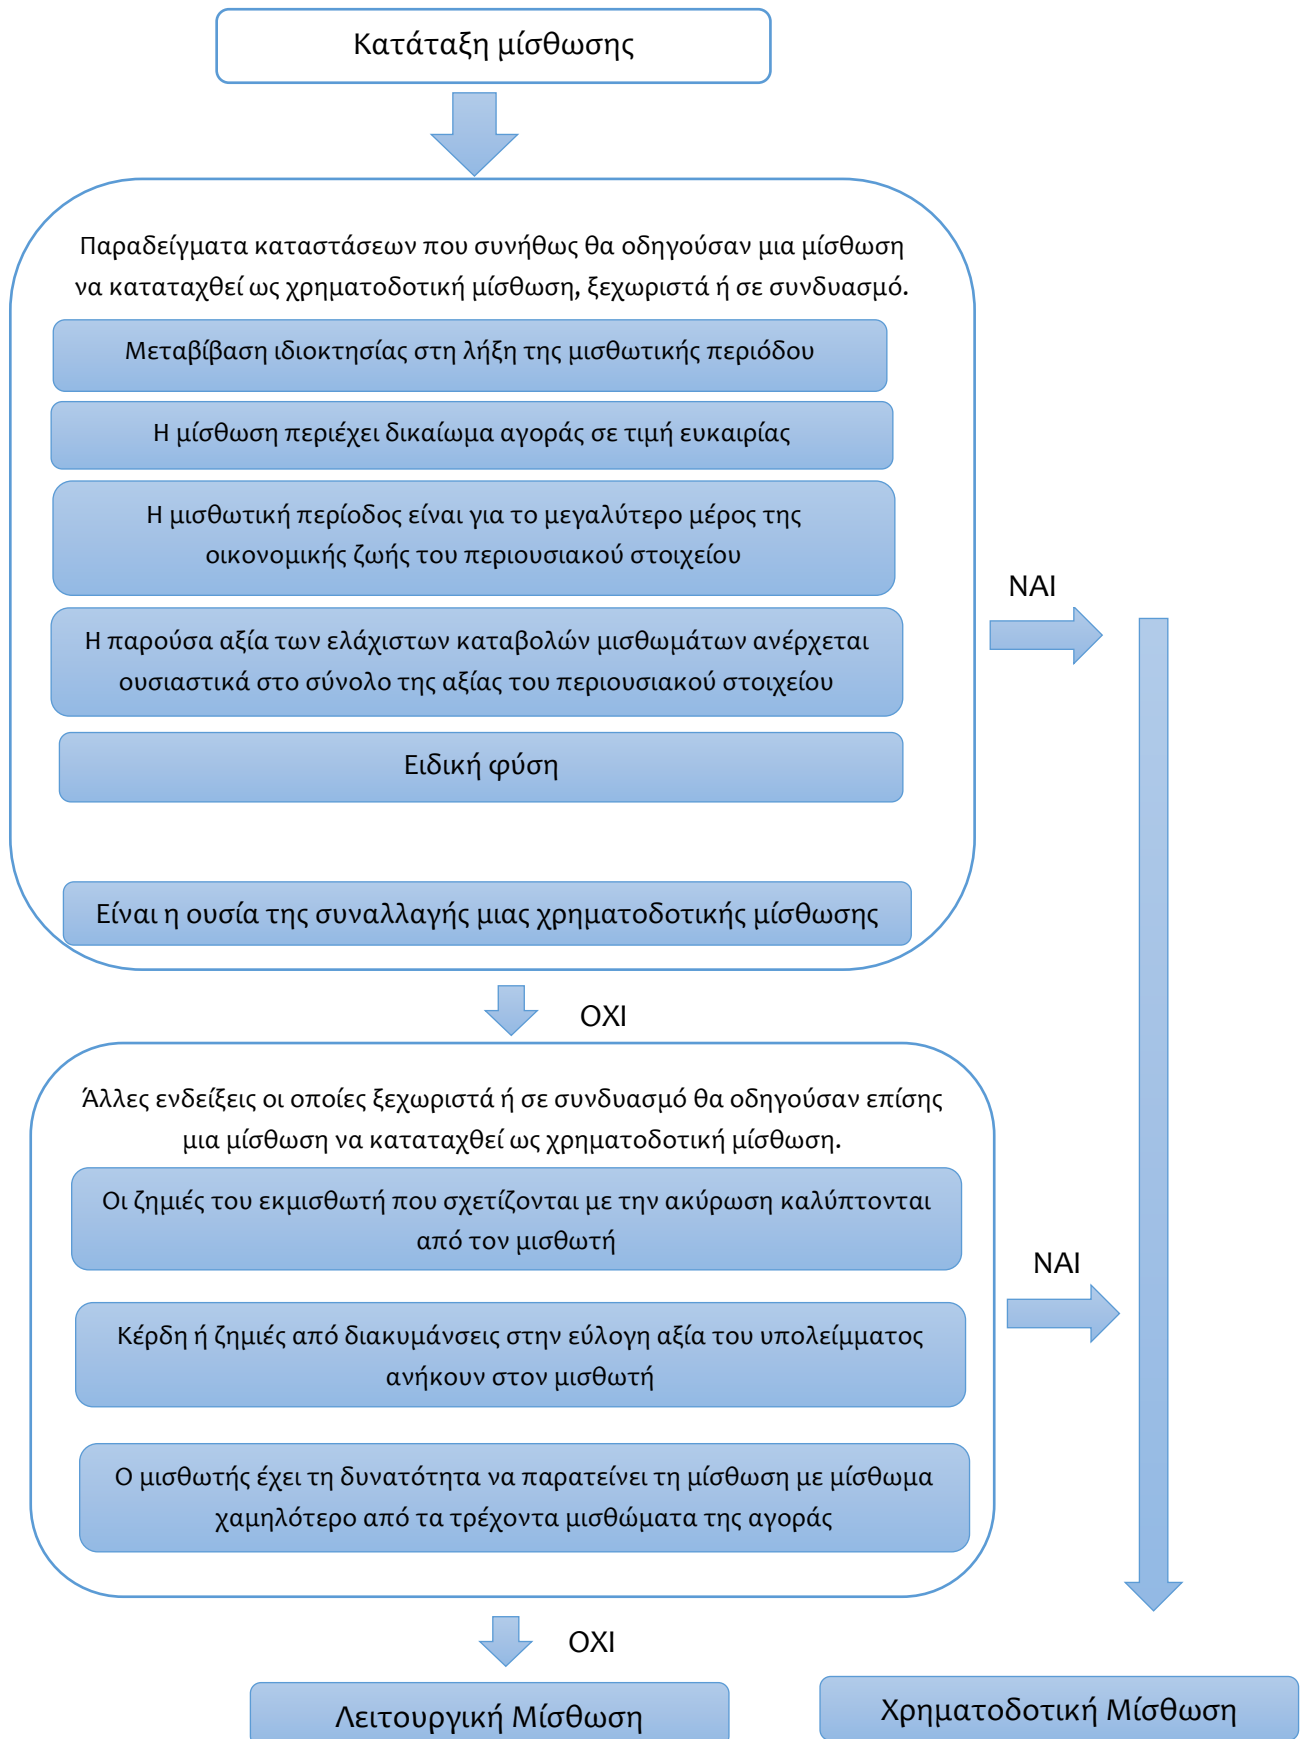 Κατάταξη μίσθωσης
Παραδείγματα καταστάσεων που συνήθως θα οδηγούσαν μια μίσθωση
να καταταχθεί ως χρηματοδοτική μίσθωση, ξεχωριστά ή σε συνδυασμό.
Μεταβίβαση ιδιοκτησίας στη λήξη της μισθωτικής περιόδου
Η μίσθωση περιέχει δικαίωμα αγοράς σε τιμή ευκαιρίας
Η μισθωτική περίοδος είναι για το μεγαλύτερο μέρος της
οικονομικής ζωής του περιουσιακού στοιχείου
ΝΑΙ
Η παρούσα αξία των ελάχιστων καταβολών μισθωμάτων ανέρχεται
ουσιαστικά στο σύνολο της αξίας του περιουσιακού στοιχείου
Ειδική φύση
Είναι η ουσία της συναλλαγής μιας χρηματοδοτικής μίσθωσης
ΟΧΙ
Άλλες ενδείξεις οι οποίες ξεχωριστά ή σε συνδυασμό θα οδηγούσαν επίσης
μια μίσθωση να καταταχθεί ως χρηματοδοτική μίσθωση.
Οι ζημιές του εκμισθωτή που σχετίζονται με την ακύρωση καλύπτονται
από τον μισθωτή
ΝΑΙ
Κέρδη ή ζημιές από διακυμάνσεις στην εύλογη αξία του υπολείμματος
ανήκουν στον μισθωτή
Ο μισθωτής έχει τη δυνατότητα να παρατείνει τη μίσθωση με μίσθωμα
χαμηλότερο από τα τρέχοντα μισθώματα της αγοράς
ΟΧΙ
Λειτουργική Μίσθωση
Χρηματοδοτική Μίσθωση